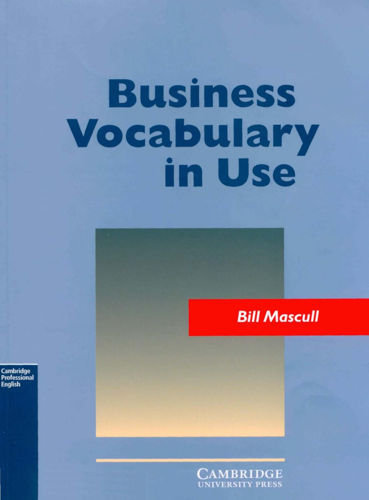 Business
Vocabulary
in Use
Bill Mascull
Cambridge
Professional
English
CAMBRIDGE
UNIVERSITY PRESS